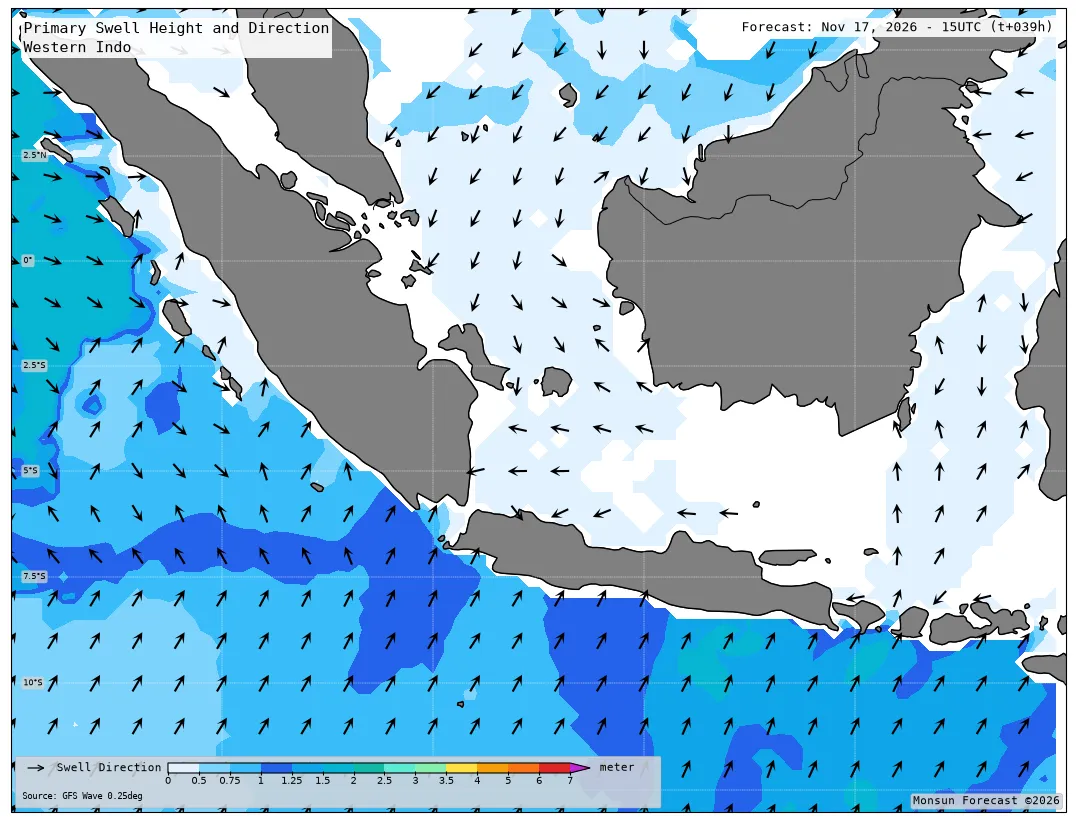 Primary Swell Height and Direction
Western Indo
Forecast: Nov 17, 2026 - 15UTC (t+039h)
2.5°N
0°
2.5°S
5°S
7.5°S
10°S
Swell Direction
0 0.5 0.75 1 1.25 1.5 2 2.5 3 3.5 4 5 6 7
meter
Source: GFS Wave 0.25deg
Monsun Forecast ©2026